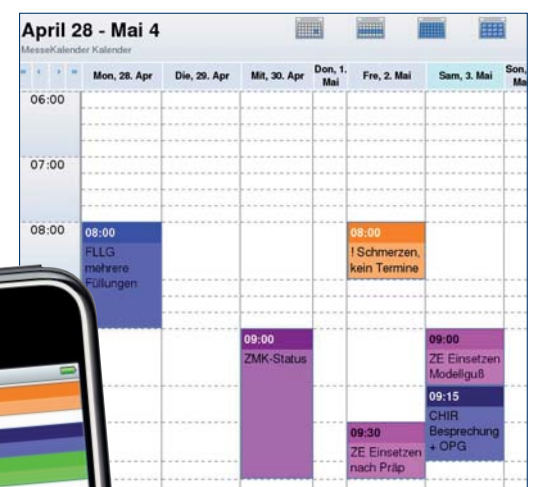 April 28 - Mai 4
MesseKalender Kalender
Mon, 28. Apr
Die, 29. Apr
Mit, 30. Apr
Don, 1.
Mai
Fre, 2. Mai
Sam, 3. Mai
Son,
Ma
06:00
07:00
08:00
08:00
FLLG
mehrere
Füllungen
08:00
! Schmerzen,
kein Termine
09:00
ZMK-Status
09:00
ZE Einsetzen
Modellguß
09:15
CHIR
Besprechung
+ OPG
09:30
ZE Einsetzen
nach Präp